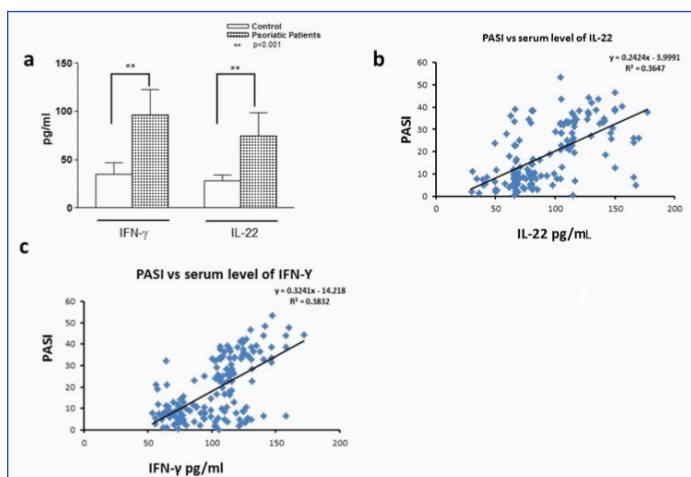 Control
Psoriatic Patients
** p<0.001
a
**
**
150
100
50
0
pg/ml
IFN-γ
IL-22
b
PASI vs serum level of IL-22
y = 0.2424x - 3.9991
R² = 0.3647
60
50
40
30
20
10
0
PASI
0
50
100
150
200
IL-22 pg/mL
c
PASI vs serum level of IFN-Y
y = 0.3241x - 14.218
R² = 0.3832
60
50
40
30
20
10
0
PASI
0
50
100
150
200
IFN-γ pg/ml